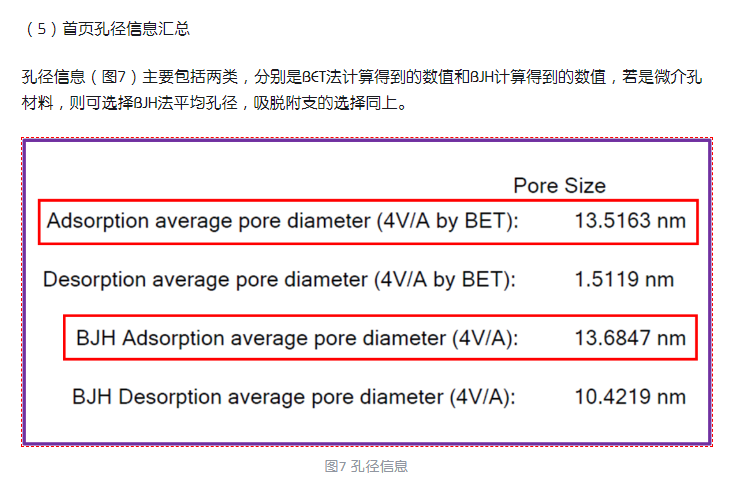 （5）首页孔径信息汇总
孔径信息（图7）主要包括两类，分别是BET法计算得到的数值和BJH计算得到的数值，若是微介孔
材料，则可选择BJH法平均孔径，吸脱附支的选择同上。
Pore Size
Adsorption average pore diameter (4V/A by BET): 13.5163 nm
Desorption average pore diameter (4V/A by BET): 1.5119 nm
BJH Adsorption average pore diameter (4V/A): 13.6847 nm
BJH Desorption average pore diameter (4V/A): 10.4219 nm
图7 孔径信息